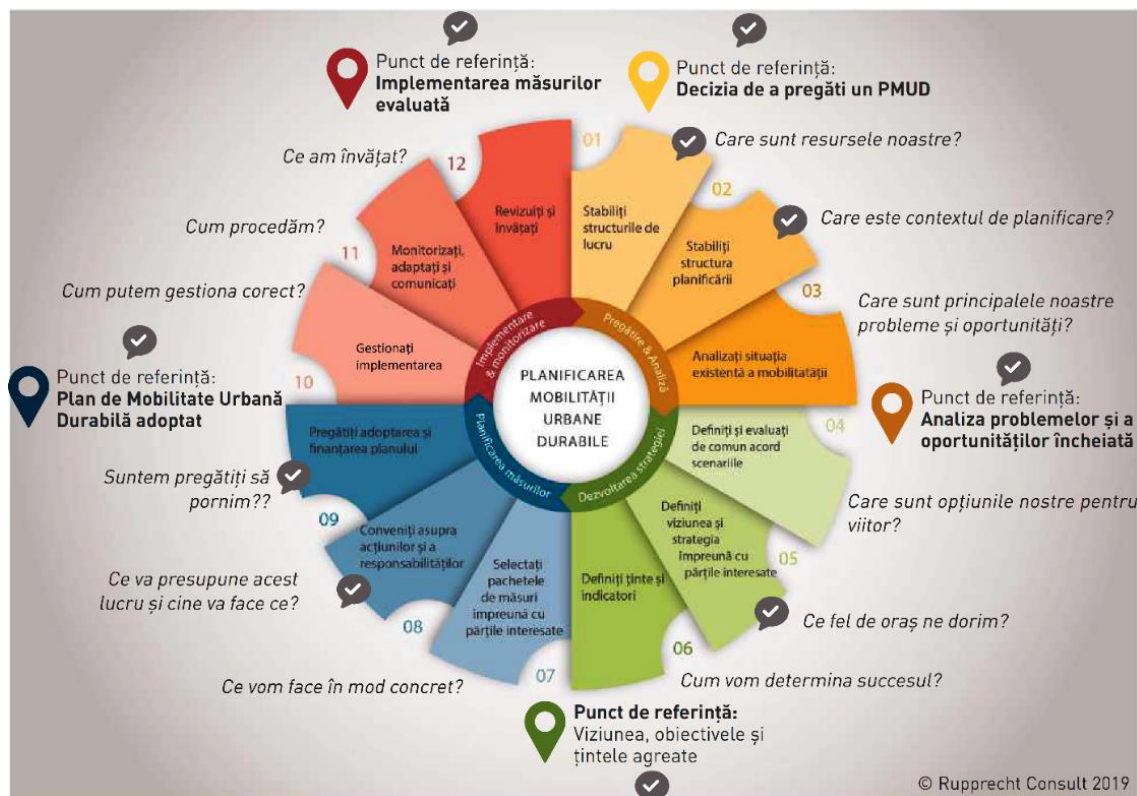 Punct de referință:
Implementarea măsurilor
evaluată
Punct de referință:
Decizia de a pregăti un PMUD
Care sunt resursele noastre?
Care este contextul de planificare?
Care sunt principalele noastre
probleme și oportunități?
Punct de referință:
Analiza problemelor și a
oportunităților încheiată
Care sunt opțiunile nostre pentru
viitor?
Ce fel de oraș ne dorim?
Cum vom determina succesul?
Punct de referință:
Viziunea, obiectivele și
țintele agreate
Ce vom face în mod concret?
Ce va presupune acest
lucru și cine va face ce?
Suntem pregătiți să
pornim??
Punct de referință:
Plan de Mobilitate Urbană
Durabilă adoptat
Cum putem gestiona corect?
Cum procedăm?
Ce am învățat?
01
Stabiliți
structurile de
lucru
02
Stabiliți
structura
planificării
03
Analizați situația
existentă a mobilitatății
04
Definiți și evaluați
de comun acord
scenariile
05
Definiți
viziunea și
strategia
împreună cu
părțile interesate
06
Definiți ținte și
indicatori
07
Selectați
pachetele
de măsuri
împreună cu
părțile interesate
08
Conveniți asupra
acțiunilor și a
responsabilităților
09
Pregătiți adoptarea și
finanțarea planului
10
Gestionați
implementarea
11
Monitorizați,
adaptați și
comunicați
12
Revizuiți și
învățați
Pregătire & Analiză
Dezvoltarea strategiei
Planificarea măsurilor
Implementare
& monitorizare
PLANIFICAREA
MOBILITĂȚII
URBANE
DURABILE
© Rupprecht Consult 2019